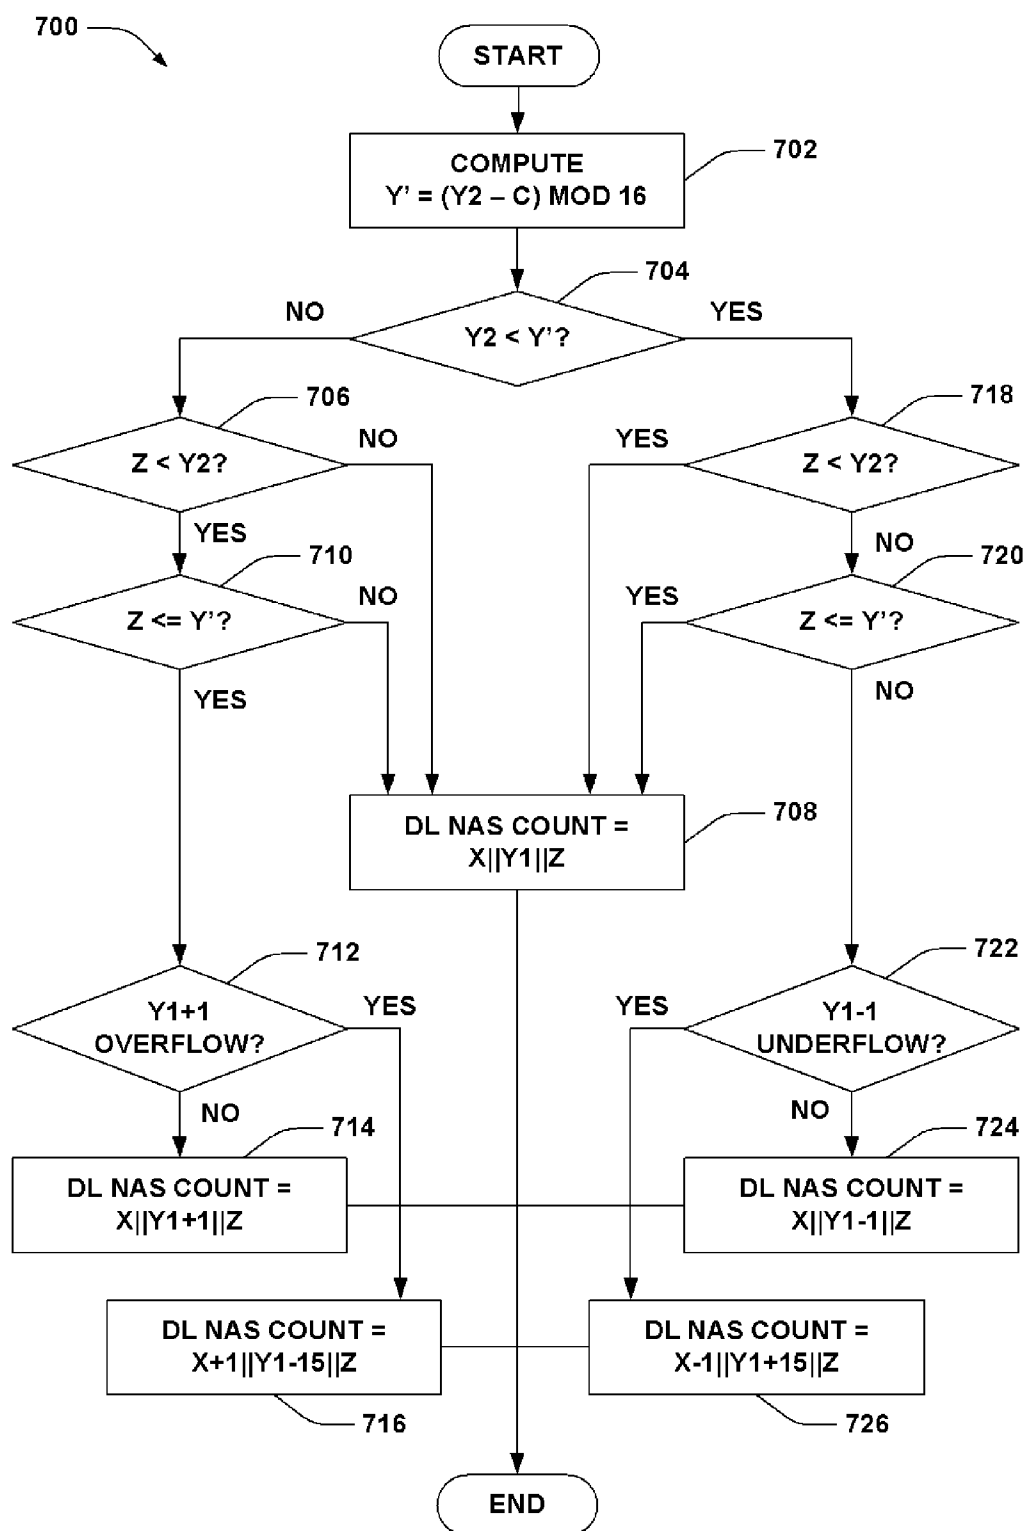 700
START
702
COMPUTE
Y' = (Y2 – C) MOD 16
704
NO
YES
Y2 < Y'?
706
718
NO
YES
Z < Y2?
Z < Y2?
YES
NO
710
720
NO
YES
Z <= Y'?
Z <= Y'?
YES
NO
708
DL NAS COUNT =
X||Y1||Z
712
722
YES
YES
Y1+1
OVERFLOW?
Y1-1
UNDERFLOW?
NO
NO
714
724
DL NAS COUNT =
X||Y1+1||Z
DL NAS COUNT =
X||Y1-1||Z
DL NAS COUNT =
X+1||Y1-15||Z
DL NAS COUNT =
X-1||Y1+15||Z
716
726
END